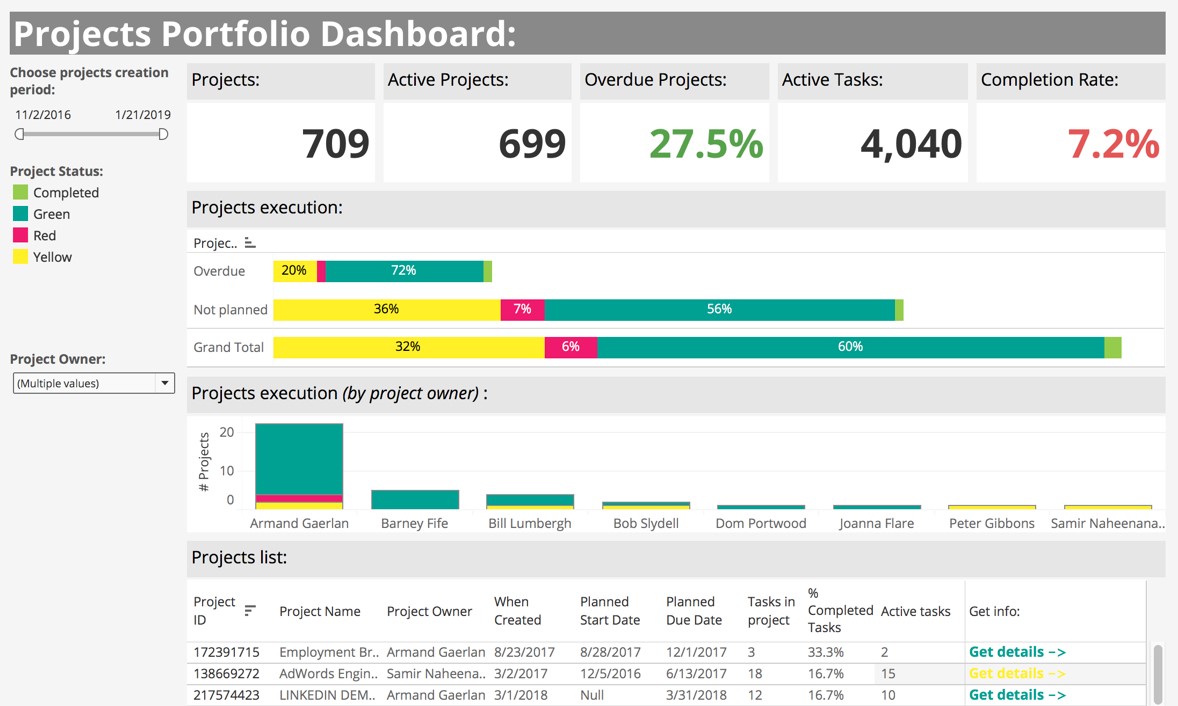 Projects Portfolio Dashboard:
Choose projects creation
period:
11/2/2016 1/21/2019
Project Status:
Completed
Green
Red
Yellow
Project Owner:
(Multiple values)
Projects: Active Projects: Overdue Projects: Active Tasks: Completion Rate:
709 699 27.5% 4,040 7.2%
Projects execution:
Projec..
Overdue 20% 72%
Not planned 36% 7% 56%
Grand Total 32% 6% 60%
Projects execution (by project owner) :
# Projects
20
10
0
Armand Gaerlan Barney Fife Bill Lumbergh Bob Slydell Dom Portwood Joanna Flare Peter Gibbons Samir Naheenana..
Projects list:
Project ID Project Name Project Owner When Created Planned Start Date Planned Due Date Tasks in project % Completed Tasks Active tasks Get info:
172391715 Employment Br.. Armand Gaerlan 8/23/2017 8/28/2017 12/1/2017 3 33.3% 2 Get details −>
138669272 AdWords Engin.. Samir Naheena.. 3/2/2017 12/5/2016 6/13/2017 18 16.7% 15 Get details −>
217574423 LINKEDIN DEM.. Armand Gaerlan 3/1/2018 Null 3/31/2018 12 16.7% 10 Get details −>